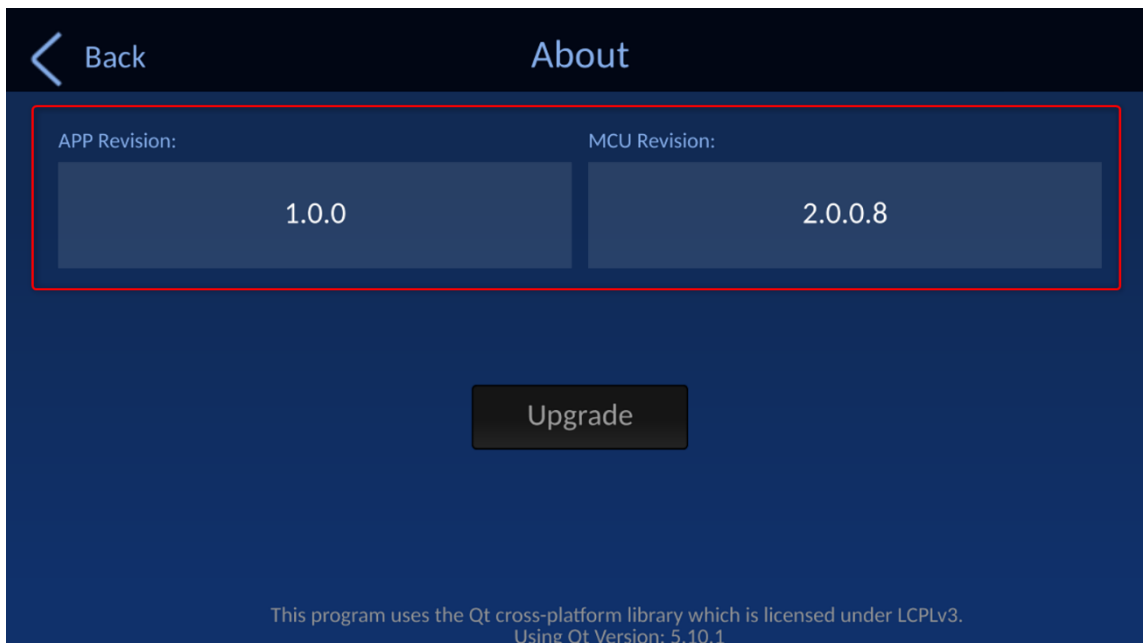 Back
About
APP Revision:
MCU Revision:
1.0.0
2.0.0.8
Upgrade
This program uses the Qt cross-platform library which is licensed under LCPLv3.
Using Qt Version: 5.10.1